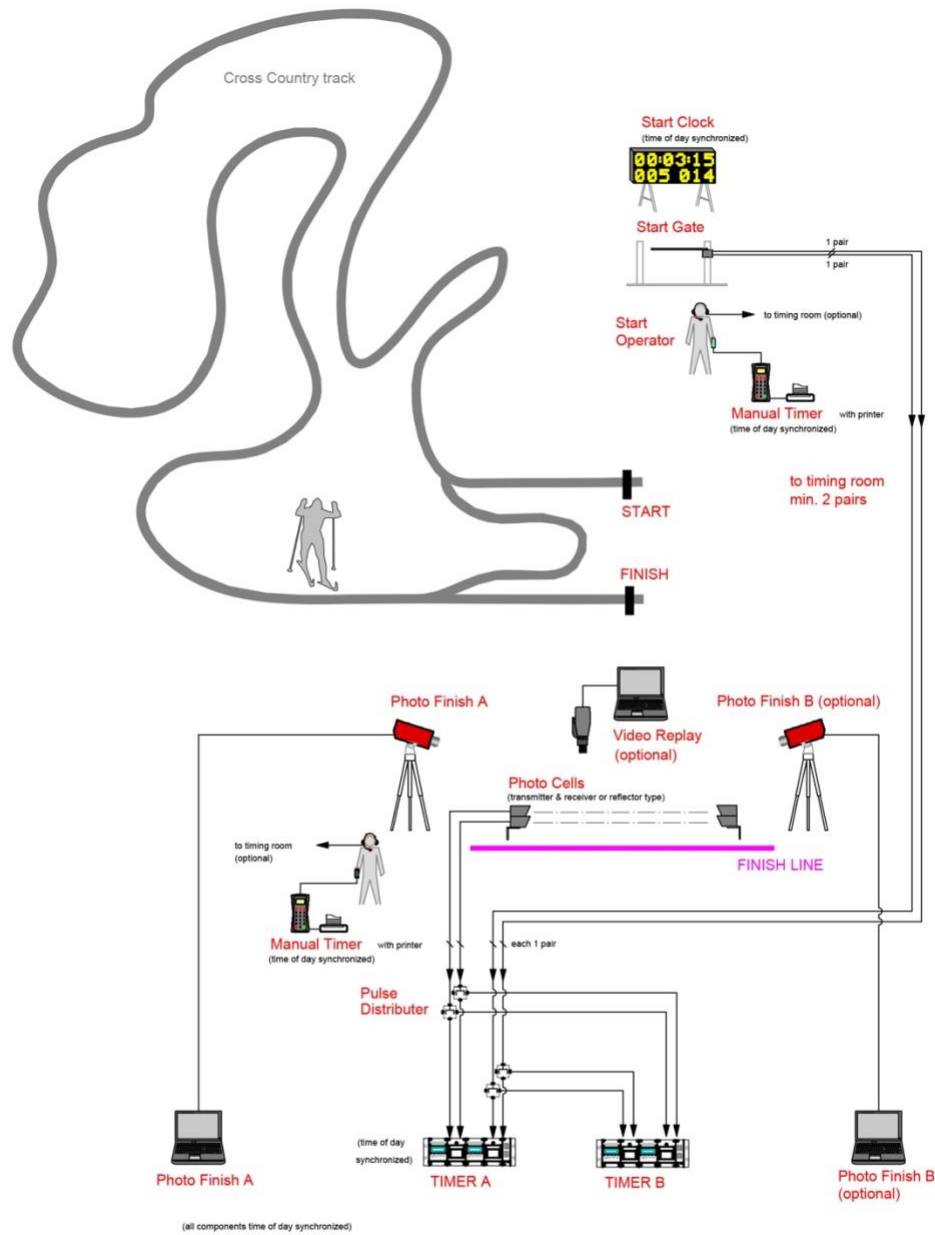 Cross Country track
Start Clock
(time of day synchronized)
00:03:15
005 014
Start Gate
1 pair
1 pair
Start
Operator
to timing room (optional)
Manual Timer with printer
(time of day synchronized)
to timing room
min. 2 pairs
START
FINISH
Photo Finish A
Photo Finish B (optional)
Video Replay
(optional)
Photo Cells
(transmitter & receiver or reflector type)
FINISH LINE
to timing room
(optional)
Manual Timer with printer
(time of day synchronized)
each 1 pair
Pulse
Distributer
(time of day
synchronized)
Photo Finish A
TIMER A
TIMER B
Photo Finish B
(optional)
(all components time of day synchronized)